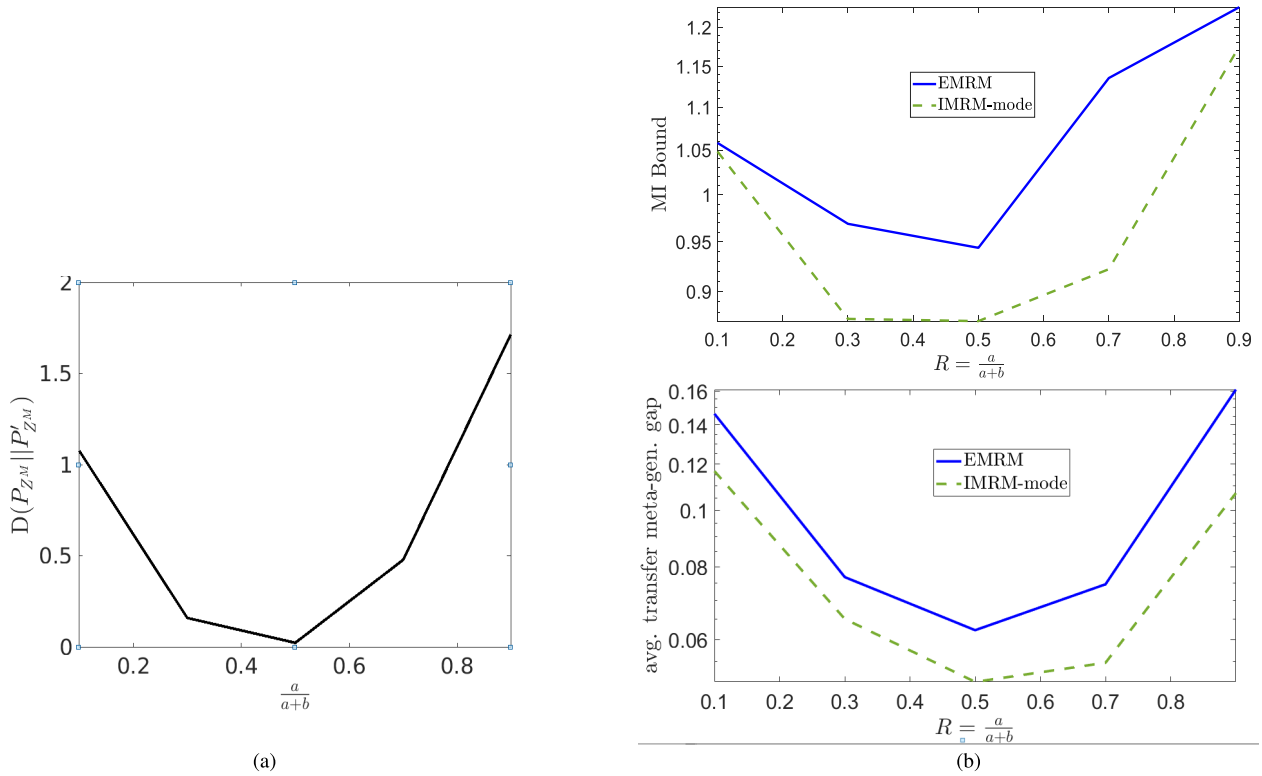 2
1.5
1
0.5
0
D(P_{Z^M}||P'_{Z^M})
0.2 0.4 0.6 0.8
a/(a+b)
(a)
1.2
1.15
1.1
1.05
1
0.95
0.9
MI Bound
EMRM
IMRM-mode
0.1 0.2 0.3 0.4 0.5 0.6 0.7 0.8 0.9
R = a/(a+b)
0.16
0.14
0.12
0.1
0.08
0.06
avg. transfer meta-gen. gap
EMRM
IMRM-mode
0.1 0.2 0.3 0.4 0.5 0.6 0.7 0.8
R = a/(a+b)
(b)